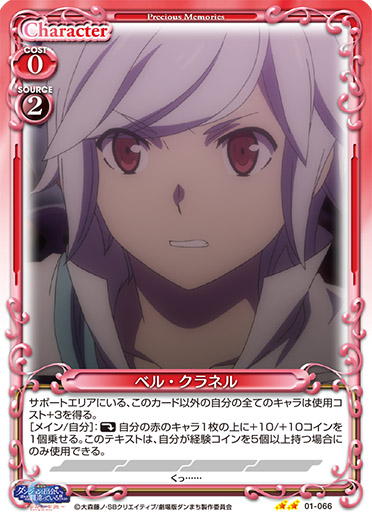 Precious Memories
Character
COST
0
SOURCE
2
ベル・クラネル
サポートエリアにいる、このカード以外の自分の全てのキャラは使用コ
スト+3を得る。
[メイン/自分]: 自分の赤のキャラ1枚の上に+10/+10コインを
1個乗せる。このテキストは、自分が経験コインを5個以上持つ場合に
のみ使用できる。
くっ……
©大森藤ノ・SBクリエイティブ/劇場版ダンまち製作委員会
01-066